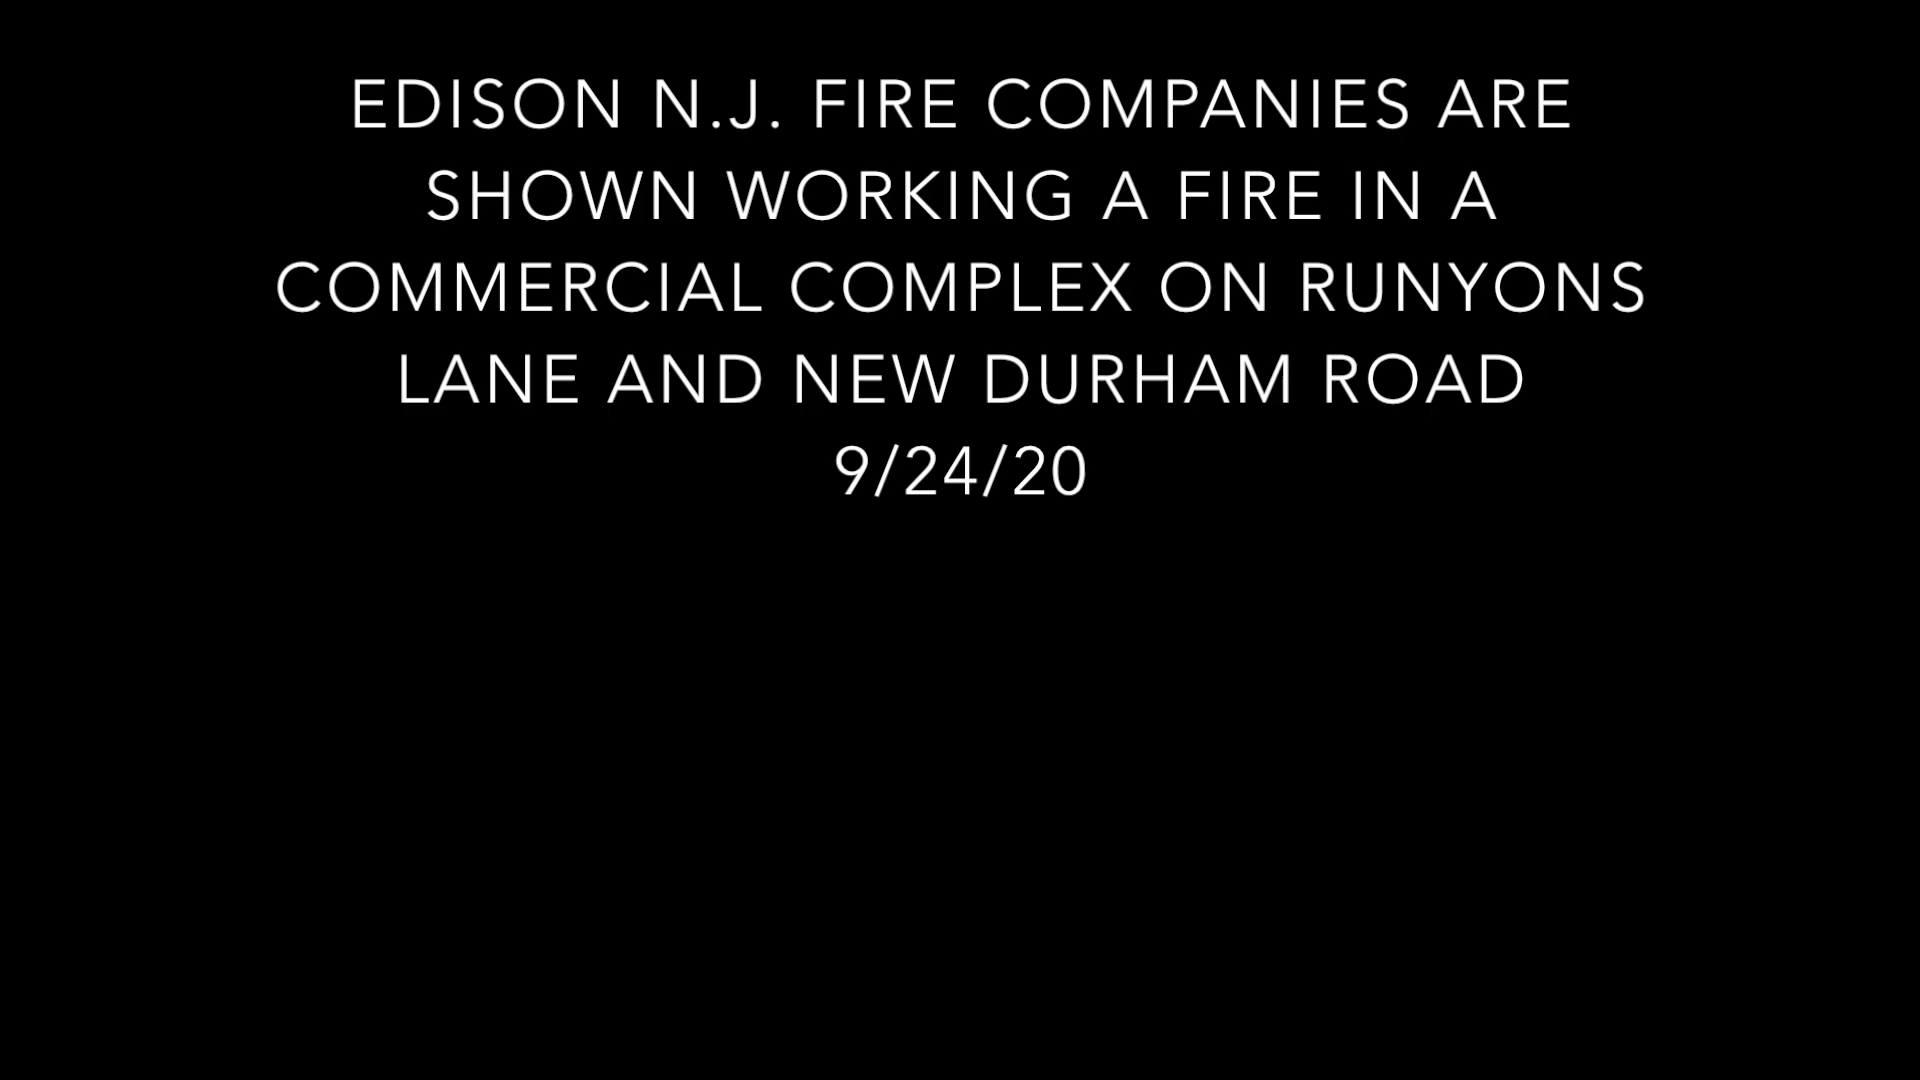 EDISON N.J. FIRE COMPANIES ARE
SHOWN WORKING A FIRE IN A
COMMERCIAL COMPLEX ON RUNYONS
LANE AND NEW DURHAM ROAD
9/24/20